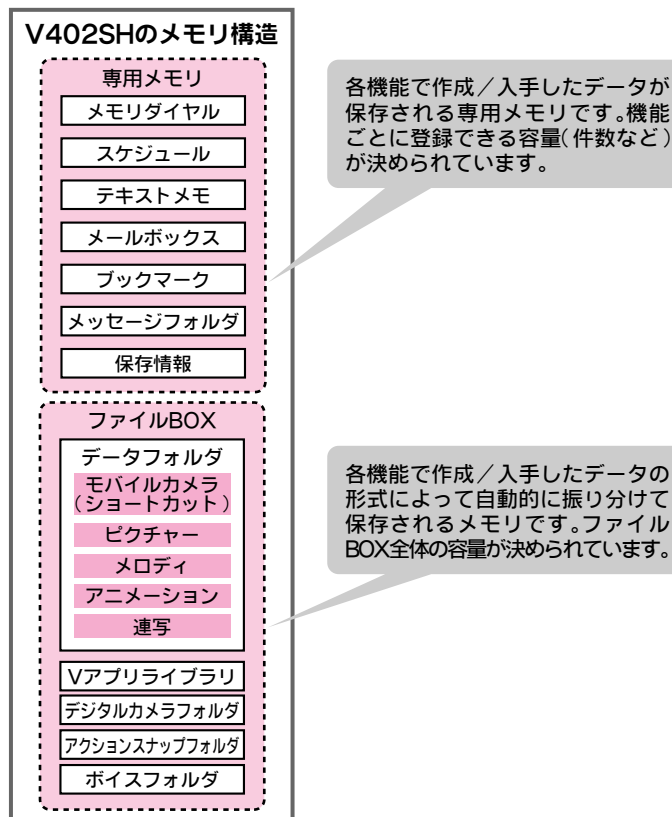 V402SHのメモリ構造
専用メモリ
メモリダイヤル
スケジュール
テキストメモ
メールボックス
ブックマーク
メッセージフォルダ
保存情報
各機能で作成／入手したデータが
保存される専用メモリです。機能
ごとに登録できる容量(件数など)
が決められています。
ファイルBOX
データフォルダ
モバイルカメラ
(ショートカット)
ピクチャー
メロディ
アニメーション
連写
Vアプリライブラリ
デジタルカメラフォルダ
アクションスナップフォルダ
ボイスフォルダ
各機能で作成／入手したデータの
形式によって自動的に振り分けて
保存されるメモリです。ファイル
BOX全体の容量が決められています。